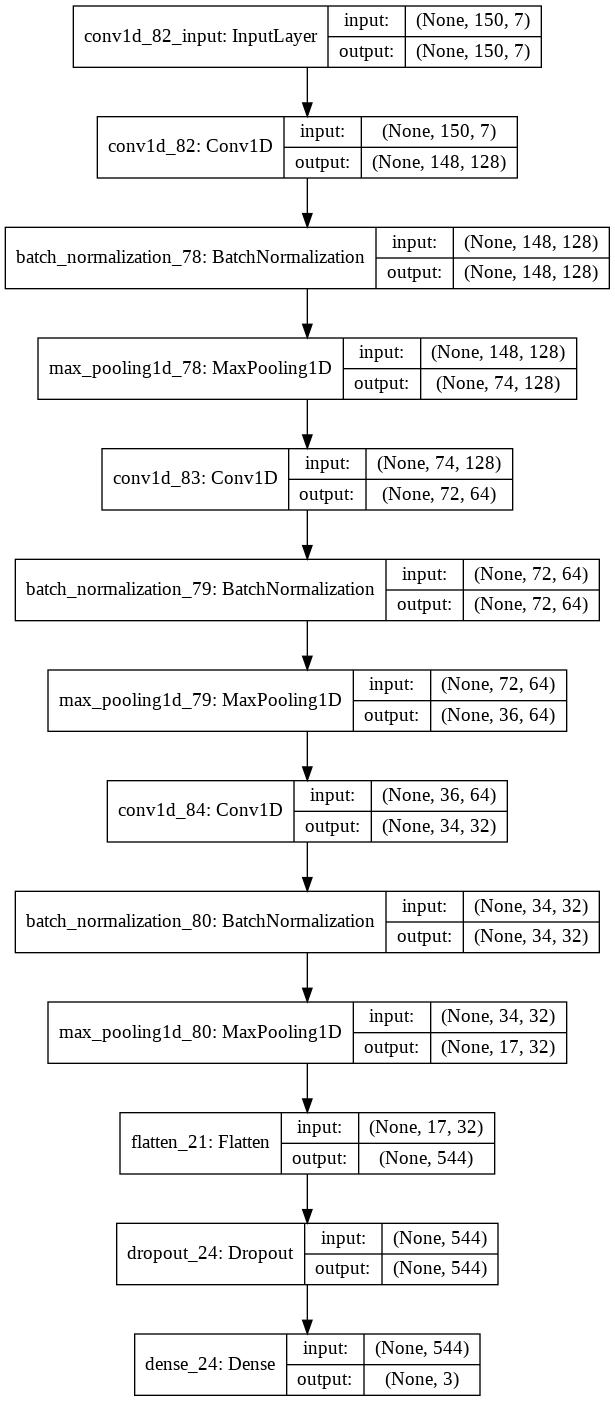 conv1d_82_input: InputLayer
input: (None, 150, 7)
output: (None, 150, 7)
conv1d_82: Conv1D
input: (None, 150, 7)
output: (None, 148, 128)
batch_normalization_78: BatchNormalization
input: (None, 148, 128)
output: (None, 148, 128)
max_pooling1d_78: MaxPooling1D
input: (None, 148, 128)
output: (None, 74, 128)
conv1d_83: Conv1D
input: (None, 74, 128)
output: (None, 72, 64)
batch_normalization_79: BatchNormalization
input: (None, 72, 64)
output: (None, 72, 64)
max_pooling1d_79: MaxPooling1D
input: (None, 72, 64)
output: (None, 36, 64)
conv1d_84: Conv1D
input: (None, 36, 64)
output: (None, 34, 32)
batch_normalization_80: BatchNormalization
input: (None, 34, 32)
output: (None, 34, 32)
max_pooling1d_80: MaxPooling1D
input: (None, 34, 32)
output: (None, 17, 32)
flatten_21: Flatten
input: (None, 17, 32)
output: (None, 544)
dropout_24: Dropout
input: (None, 544)
output: (None, 544)
dense_24: Dense
input: (None, 544)
output: (None, 3)